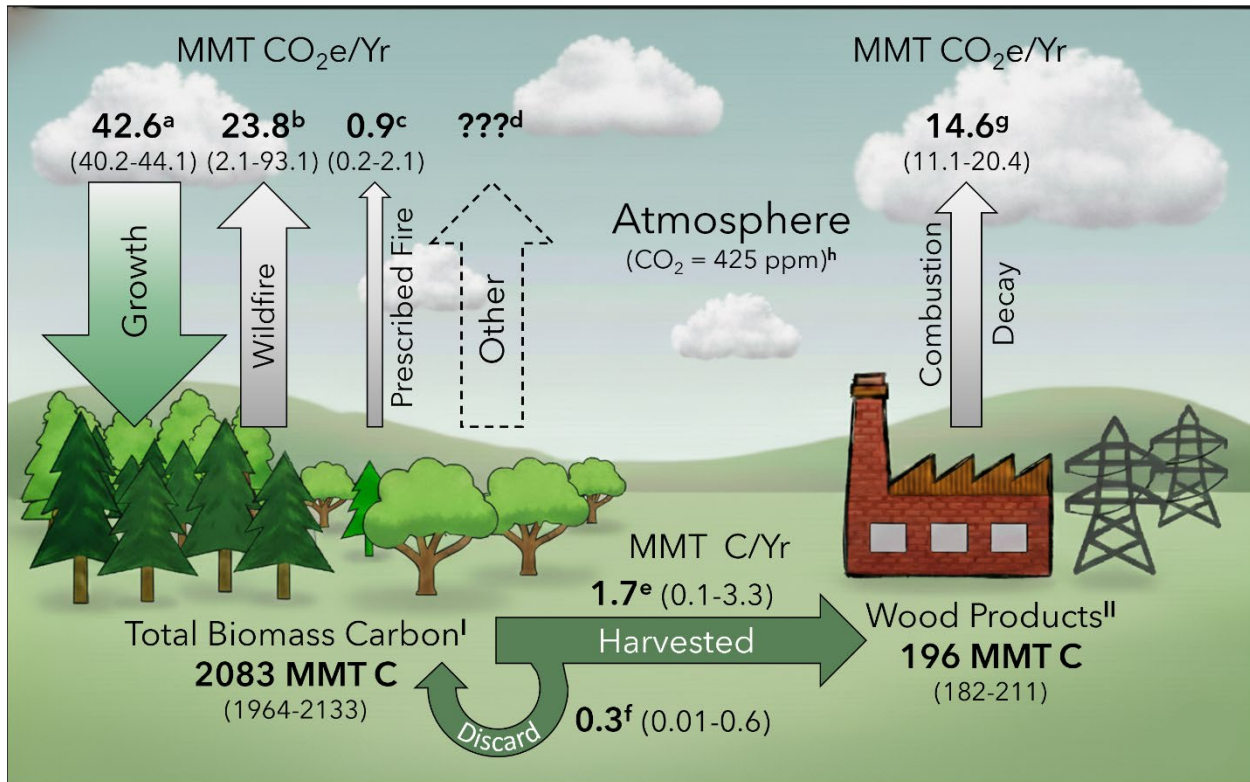 MMT CO₂e/Yr
42.6ᵃ
(40.2-44.1)
23.8ᵇ
(2.1-93.1)
0.9ᶜ
(0.2-2.1)
???ᵈ
Growth
Wildfire
Prescribed Fire
Other
Atmosphere
(CO₂ = 425 ppm)ʰ
MMT CO₂e/Yr
14.6ᵍ
(11.1-20.4)
Combustion
Decay
MMT C/Yr
1.7ᵉ (0.1-3.3)
Harvested
Discard
0.3ᶠ (0.01-0.6)
Total Biomass Carbonᴵ
2083 MMT C
(1964-2133)
Wood Productsᴵᴵ
196 MMT C
(182-211)